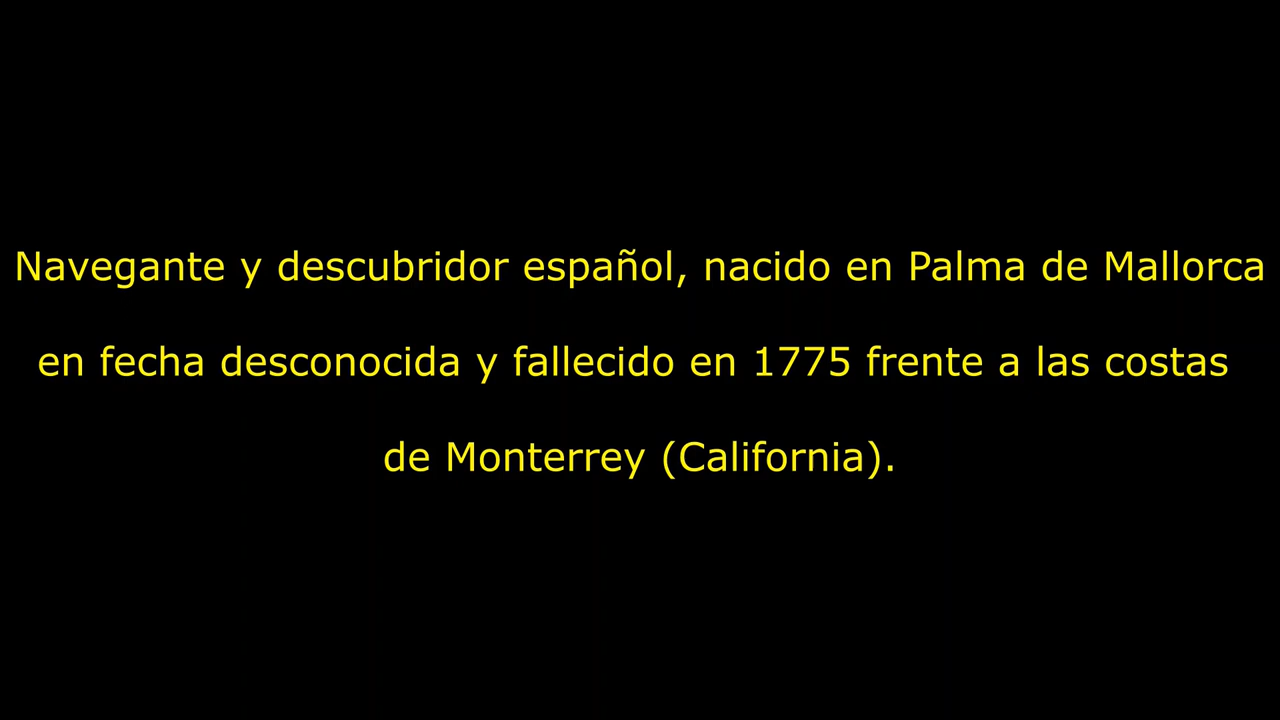 Navegante y descubridor español, nacido en Palma de Mallorca
en fecha desconocida y fallecido en 1775 frente a las costas
de Monterrey (California).